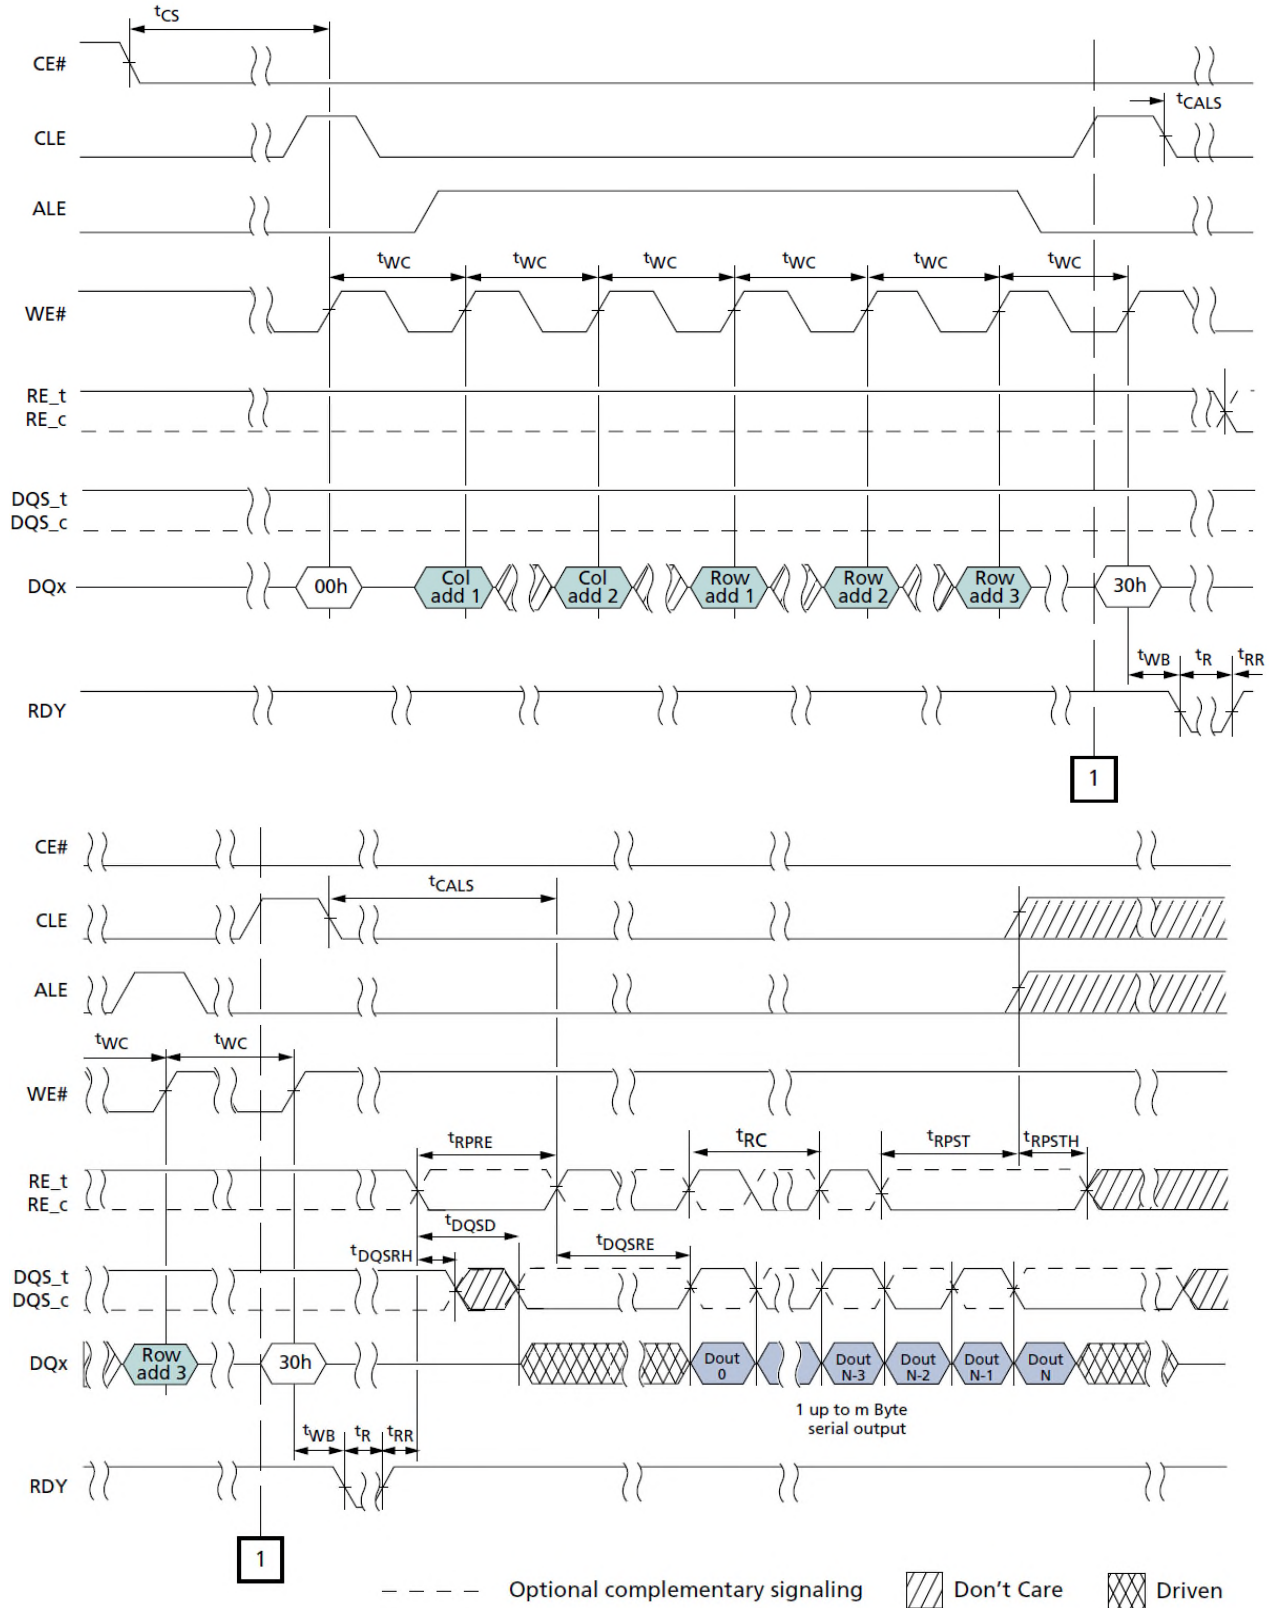 tCS
CE#
tCALS
CLE
ALE
tWC tWC tWC tWC tWC tWC
WE#
RE_t
RE_c
DQS_t
DQS_c
DQx 00h Col add 1 Col add 2 Row add 1 Row add 2 Row add 3 30h
tWB tR tRR
RDY
1
CE#
tCALS
CLE
ALE
tWC tWC
WE#
tRPRE tRC tRPST tRPSTH
RE_t
RE_c
tDQSD
tDQSRH tDQSRE
DQS_t
DQS_c
DQx Row add 3 30h Dout 0 Dout N-3 Dout N-2 Dout N-1 Dout N
1 up to m Byte
serial output
tWB tR tRR
RDY
1
Optional complementary signaling Don't Care Driven